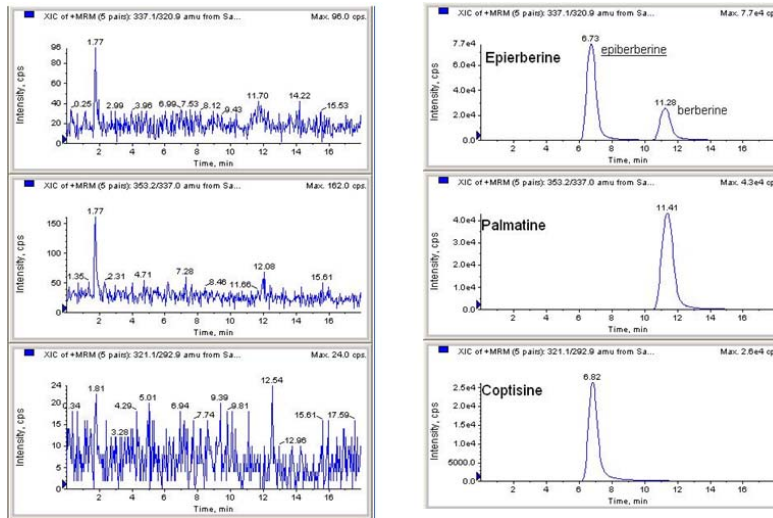 XIC of +MRM (5 pairs): 337.1/320.9 amu from Sa... Max. 96.0 cps.
Intensity, cps
96
80
60
40
20
0
1.77
0.25
2.99
3.96
6.99
7.53
8.12
9.43
11.70
14.22
15.53
2 4 6 8 10 12 14 16
Time, min
XIC of +MRM (5 pairs): 353.2/337.0 amu from Sa... Max. 162.0 cps.
Intensity, cps
150
100
50
0
1.77
1.35
2.31
4.71
7.28
8.46
11.66
12.08
15.61
2 4 6 8 10 12 14 16
Time, min
XIC of +MRM (5 pairs): 321.1/292.9 amu from Sa... Max. 24.0 cps.
Intensity, cps
24
20
15
10
5
0
0.34
1.81
3.28
4.29
5.01
6.94
7.74
9.39
9.81
12.54
12.96
15.61
17.59
2 4 6 8 10 12 14 16
Time, min
XIC of +MRM (5 pairs): 337.1/320.9 amu from Sa... Max. 7.7e4 cp
Intensity, cps
7.7e4
6.0e4
4.0e4
2.0e4
0.0
Epierberine
6.73
epiberberine
11.28
berberine
2 4 6 8 10 12 14 16
Time, min
XIC of +MRM (5 pairs): 353.2/337.0 amu from Sa... Max. 4.3e4 cp
Intensity, cps
4.0e4
3.0e4
2.0e4
1.0e4
0.0
Palmatine
11.41
2 4 6 8 10 12 14 16
Time, min
XIC of +MRM (5 pairs): 321.1/292.9 amu from Sa... Max. 2.6e4 cp
Intensity, cps
2.5e4
2.0e4
1.5e4
1.0e4
5000.0
0.0
Coptisine
6.82
2 4 6 8 10 12 14 16
Time, min